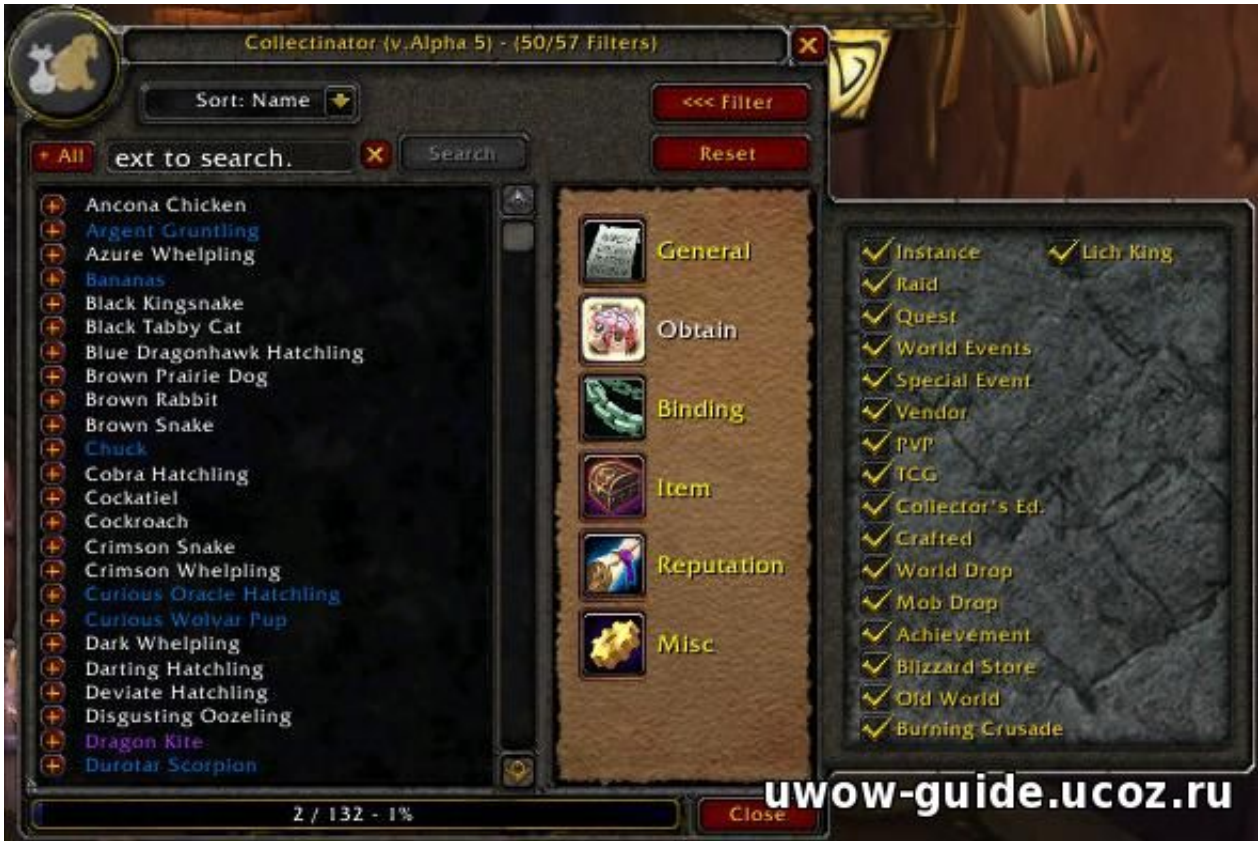 Collectinator (v.Alpha 5) - (50/57 Filters)
Sort: Name
<<< Filter
+ All
ext to search.
Search
Reset
Ancona Chicken
Argent Gruntling
Azure Whelpling
Bananas
Black Kingsnake
Black Tabby Cat
Blue Dragonhawk Hatchling
Brown Prairie Dog
Brown Rabbit
Brown Snake
Chuck
Cobra Hatchling
Cockatiel
Cockroach
Crimson Snake
Crimson Whelpling
Curious Oracle Hatchling
Curious Wolvar Pup
Dark Whelpling
Darting Hatchling
Deviate Hatchling
Disgusting Oozeling
Dragon Kite
Durotar Scorpion
General
Obtain
Binding
Item
Reputation
Misc
Instance
Lich King
Raid
Quest
World Events
Special Event
Vendor
PVP
TCG
Collector's Ed.
Crafted
World Drop
Mob Drop
Achievement
Blizzard Store
Old World
Burning Crusade
2 / 132 - 1%
Close
uwow-guide.ucoz.ru